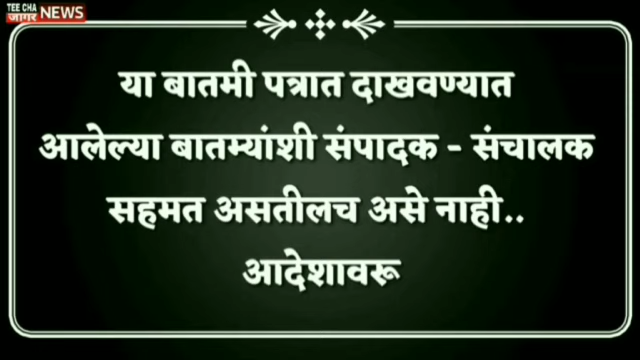 TEE CHA
जागर NEWS
या बातमी पत्रात दाखवण्यात
आलेल्या बातम्यांशी संपादक - संचालक
सहमत असतीलच असे नाही..
आदेशावरू